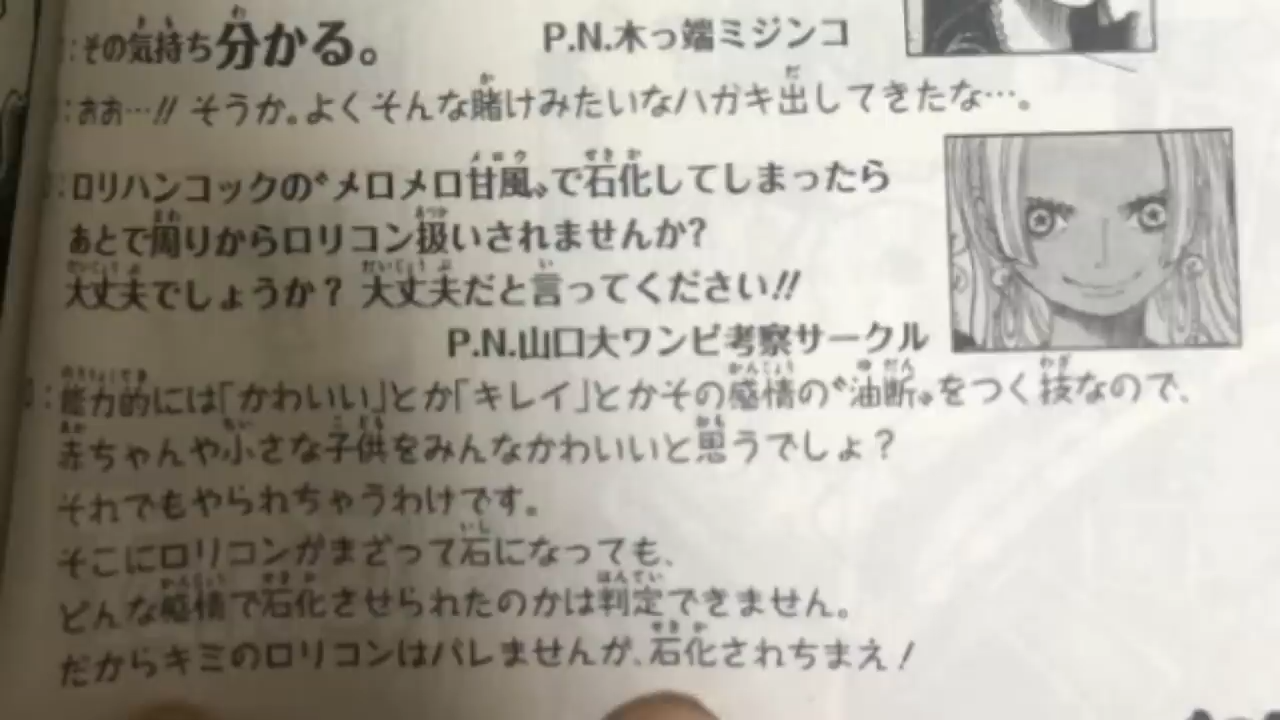 ：その気持ち分かる。 P.N.木っ端ミジンコ
：おお…!! そうか。よくそんな賭けみたいなハガキ出してきたな…。
：ロリハンコックの〝メロメロ甘風〟で石化してしまったら
あとで周りからロリコン扱いされませんか?
大丈夫でしょうか? 大丈夫だと言ってください!!
P.N.山口大ワンピ考察サークル
：能力的には「かわいい」とか「キレイ」とかその感情の〝油断〟をつく技なので、
赤ちゃんや小さな子供をみんなかわいいと思うでしょ?
それでもやられちゃうわけです。
そこにロリコンがまざって石になっても、
どんな感情で石化させられたのかは判定できません。
だからキミのロリコンはバレませんが、石化されちまえ!